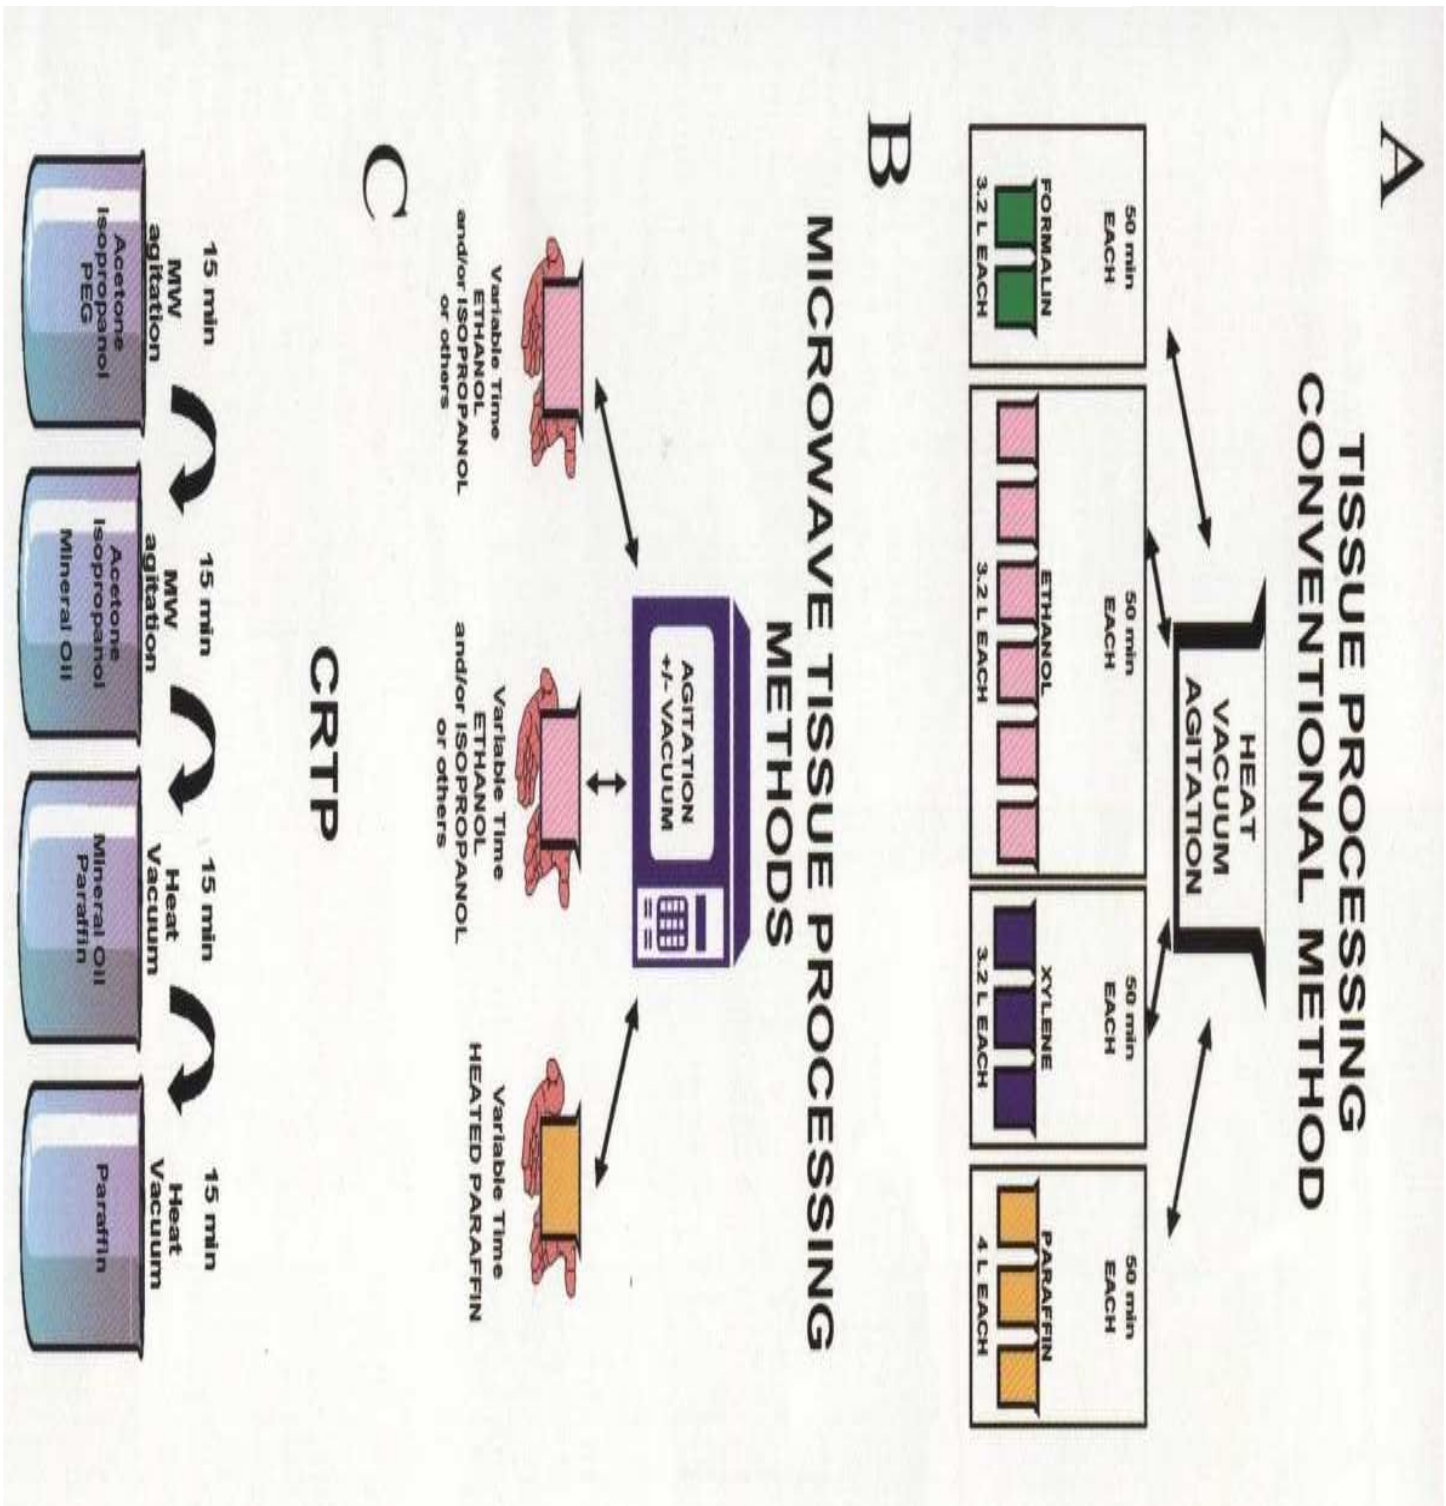 A
TISSUE PROCESSING
CONVENTIONAL METHOD
HEAT
VACUUM
AGITATION
50 min
EACH
FORMALIN
3.2 L EACH
50 min
EACH
ETHANOL
3.2 L EACH
50 min
EACH
XYLENE
3.2 L EACH
50 min
EACH
PARAFFIN
4 L EACH
B
MICROWAVE TISSUE PROCESSING
METHODS
AGITATION
+/- VACUUM
Variable Time
ETHANOL
and/or ISOPROPANOL
or others
Variable Time
ETHANOL
and/or ISOPROPANOL
or others
Variable Time
HEATED PARAFFIN
C
CRTP
15 min
MW
agitation
Acetone
Isopropanol
PEG
15 min
MW
agitation
Acetone
Isopropanol
Mineral Oil
15 min
Heat
Vacuum
Mineral Oil
Paraffin
15 min
Heat
Vacuum
Paraffin